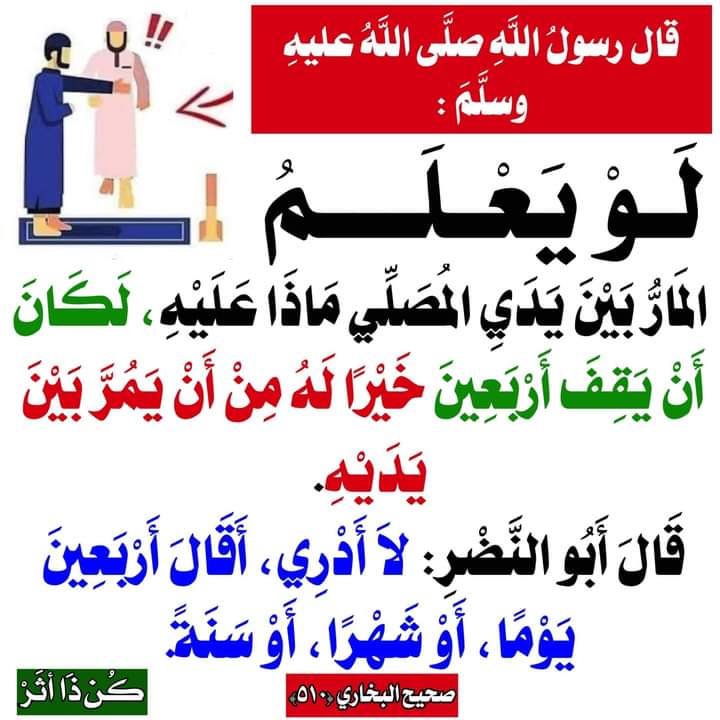 قال رسولُ اللَّهِ صلَّى اللَّهُ عليهِ
وسلَّمَ :
لَوْ يَعْلَمُ
المَارُّ بَيْنَ يَدَيِ المُصَلِّي مَاذَا عَلَيْهِ، لَكَانَ
أَنْ يَقِفَ أَرْبَعِينَ خَيْرًا لَهُ مِنْ أَنْ يَمُرَّ بَيْنَ
يَدَيْهِ.
قَالَ أَبُو النَّضْرِ: لاَ أَدْرِي، أَقَالَ أَرْبَعِينَ
يَوْمًا، أَوْ شَهْرًا، أَوْ سَنَةً.
صحيح البخاري ﴿٥١٠﴾
كُن ذَا أثَرْ
!!